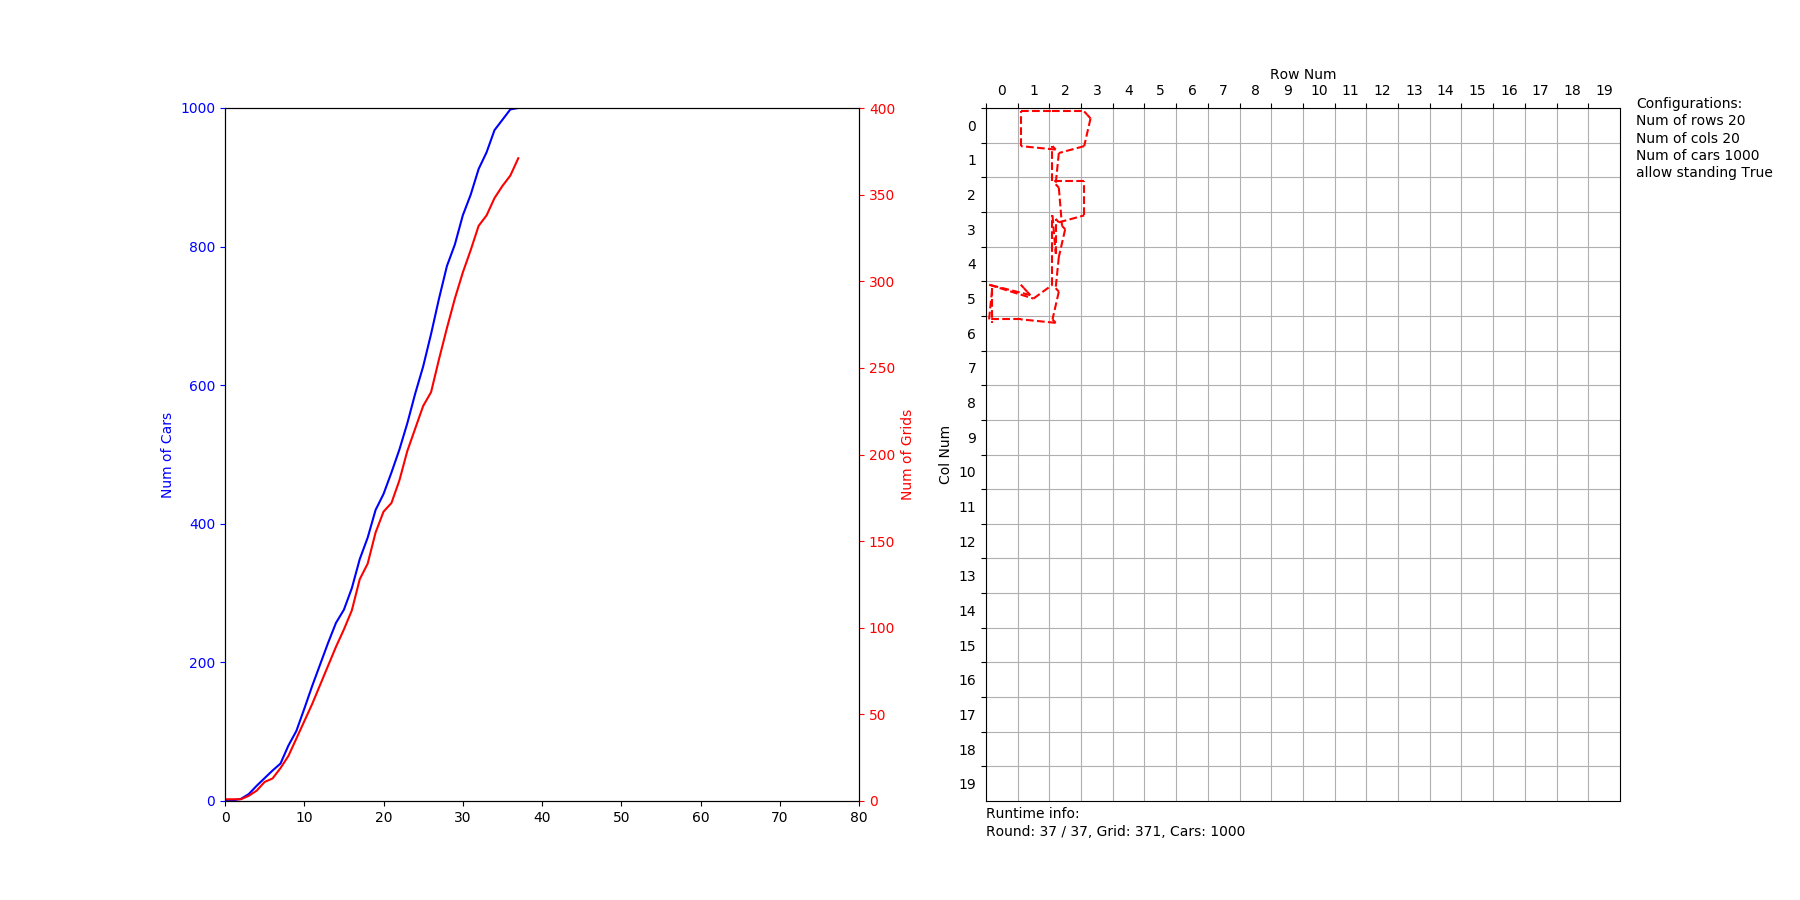 Row Num
0 1 2 3 4 5 6 7 8 9 10 11 12 13 14 15 16 17 18 19
Configurations:
Num of rows 20
Num of cols 20
Num of cars 1000
allow standing True
1000
800
600
400
200
0
Num of Cars
0 10 20 30 40 50 60 70 80
400
350
300
250
200
150
100
50
0
Num of Grids
Col Num
0
1
2
3
4
5
6
7
8
9
10
11
12
13
14
15
16
17
18
19
Runtime info:
Round: 37 / 37, Grid: 371, Cars: 1000